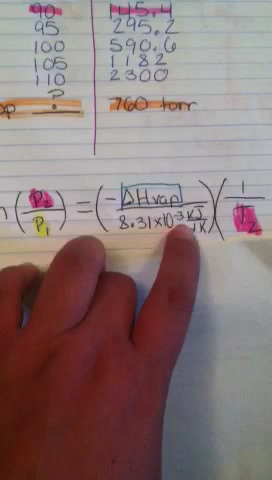 90 145.4
95 295.2
100 590.6
105 1182
110 2300
? 760 torr
(P2/P1) = (-ΔHvap/8.31×10-3 KJ/K)(1/T2